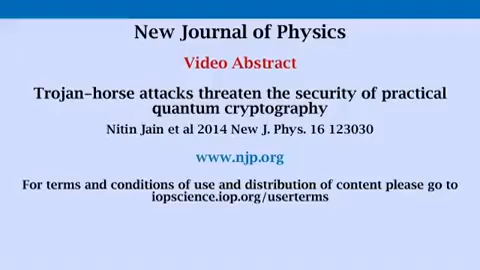 New Journal of Physics
Video Abstract
Trojan-horse attacks threaten the security of practical
quantum cryptography
Nitin Jain et al 2014 New J. Phys. 16 123030
www.njp.org
For terms and conditions of use and distribution of content please go to
iopscience.iop.org/userterms